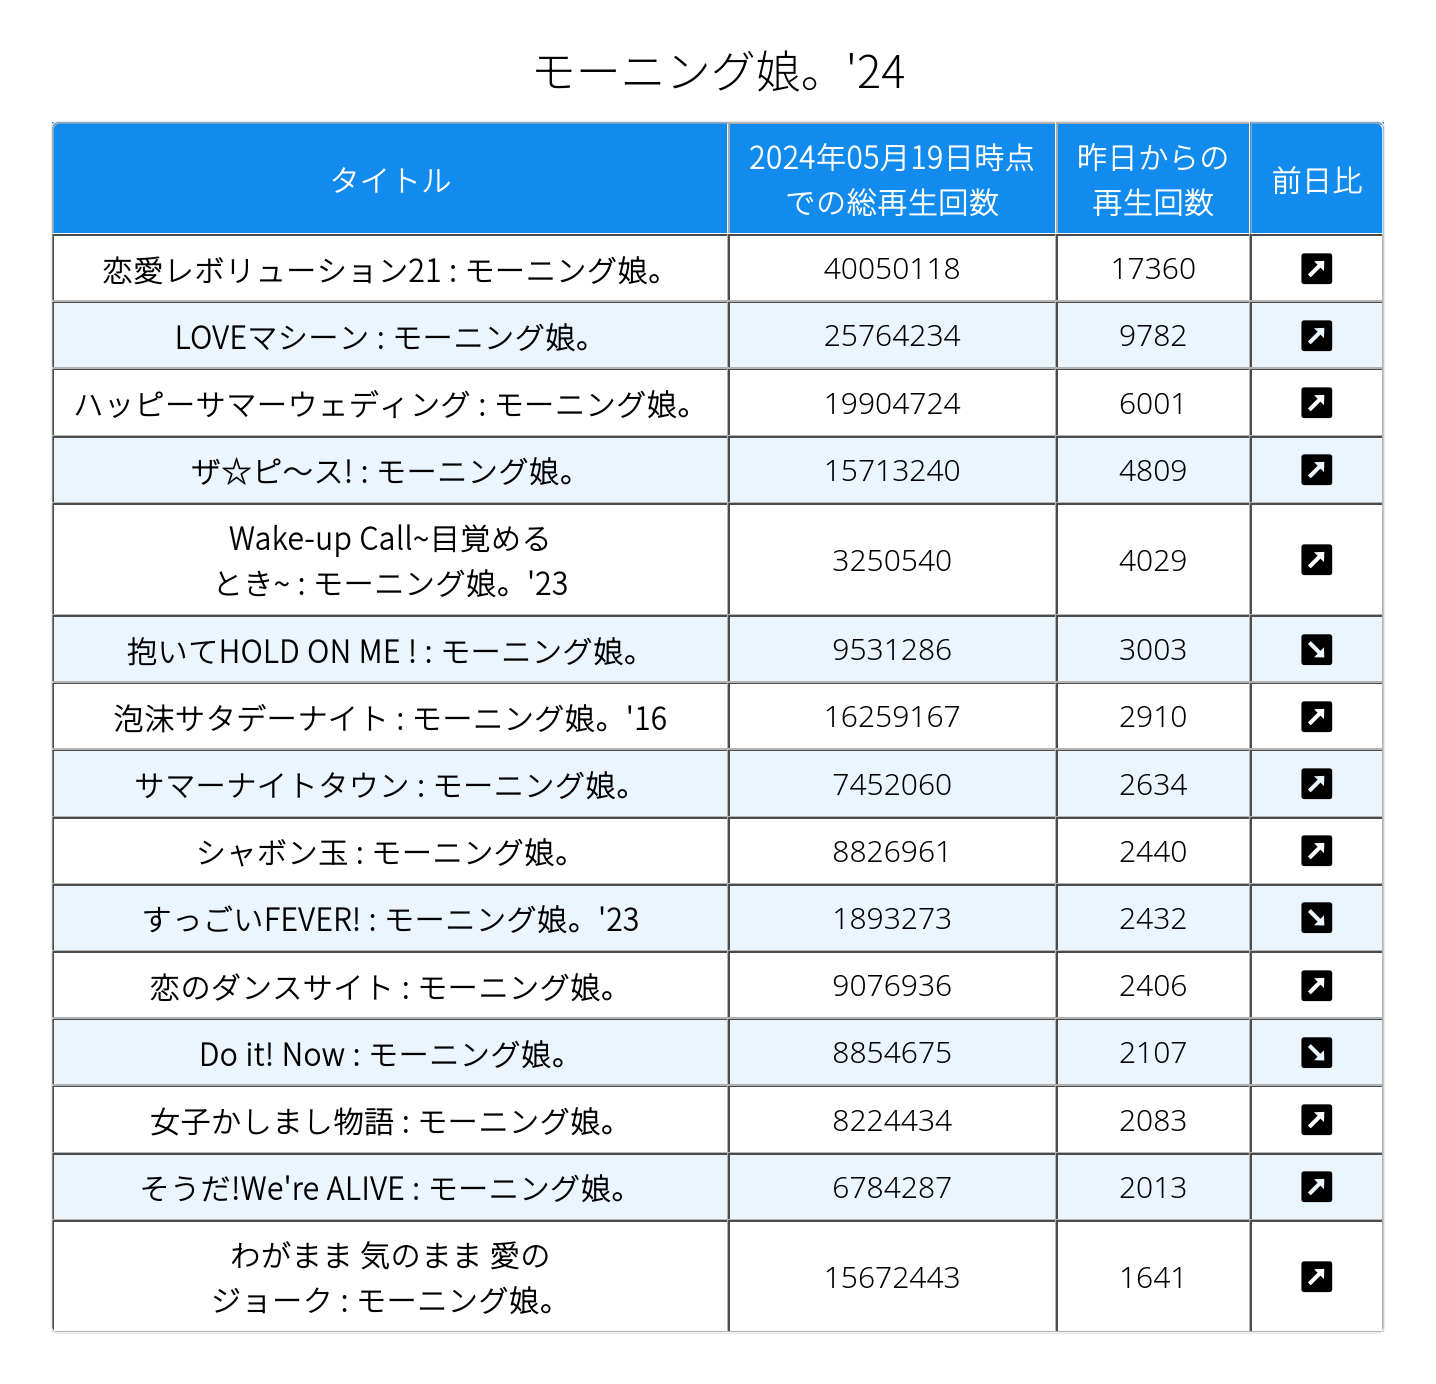 モーニング娘。'24
タイトル
2024年05月19日時点
での総再生回数
昨日からの
再生回数
前日比
恋愛レボリューション21 : モーニング娘。 40050118 17360
LOVEマシーン : モーニング娘。 25764234 9782
ハッピーサマーウェディング : モーニング娘。 19904724 6001
ザ☆ピ〜ス! : モーニング娘。 15713240 4809
Wake-up Call~目覚める
とき~ : モーニング娘。'23
3250540 4029
抱いてHOLD ON ME ! : モーニング娘。 9531286 3003
泡沫サタデーナイト : モーニング娘。'16 16259167 2910
サマーナイトタウン : モーニング娘。 7452060 2634
シャボン玉 : モーニング娘。 8826961 2440
すっごいFEVER! : モーニング娘。'23 1893273 2432
恋のダンスサイト : モーニング娘。 9076936 2406
Do it! Now : モーニング娘。 8854675 2107
女子かしまし物語 : モーニング娘。 8224434 2083
そうだ!We're ALIVE : モーニング娘。 6784287 2013
わがまま 気のまま 愛の
ジョーク : モーニング娘。
15672443 1641